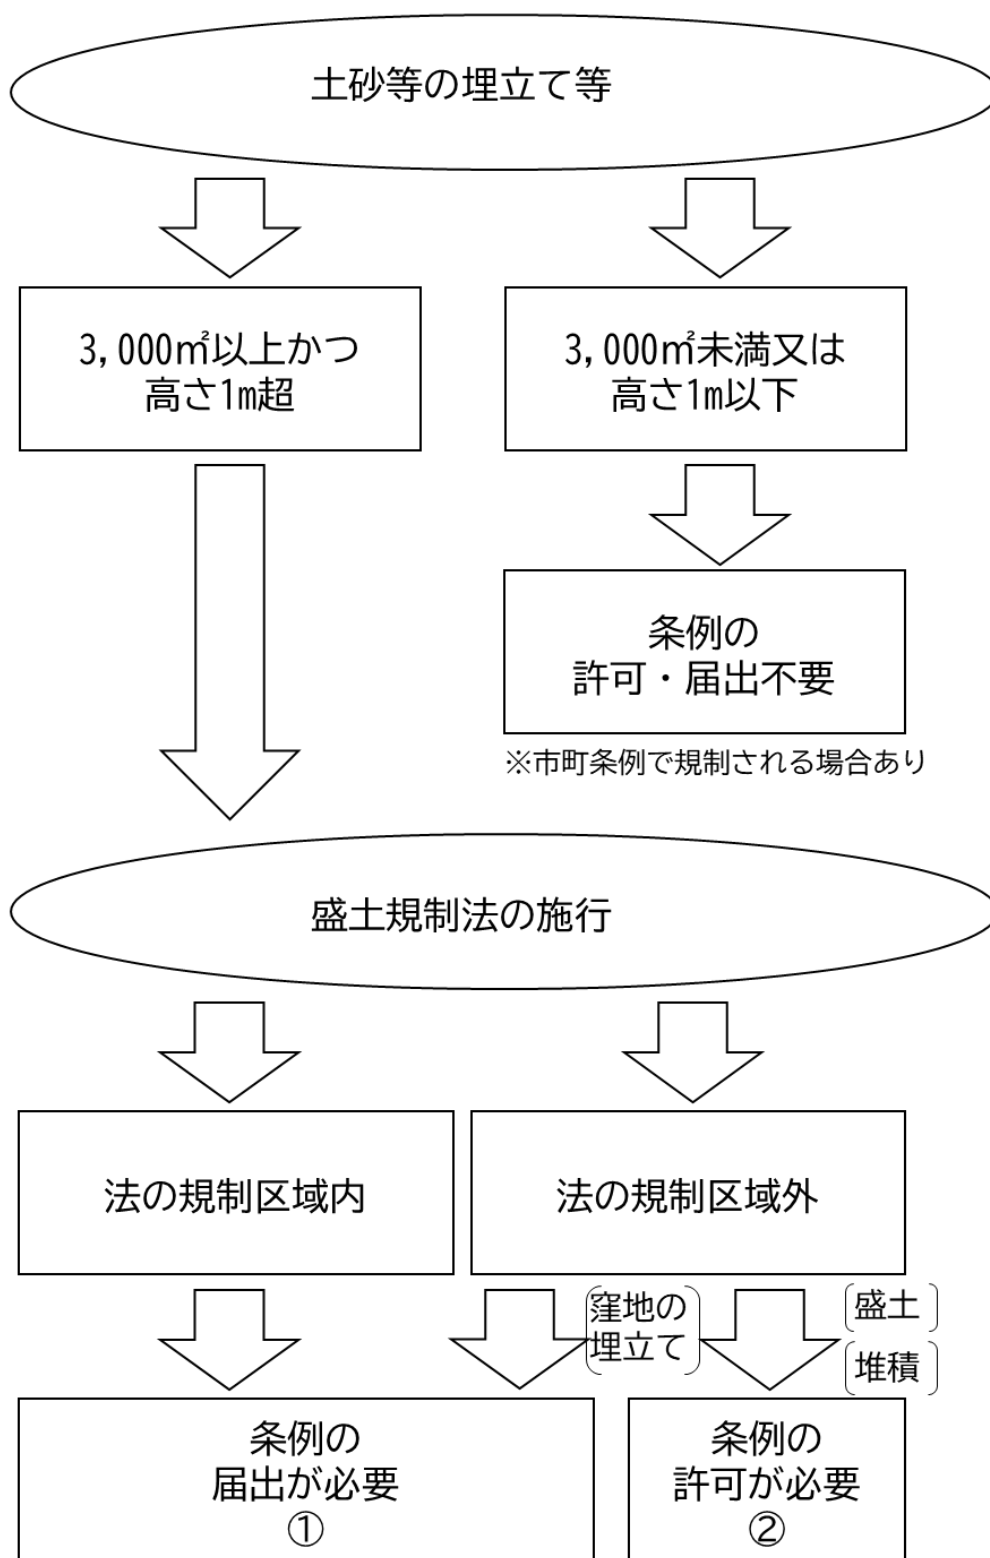 土砂等の埋立て等
3,000㎡以上かつ
高さ1m超
3,000㎡未満又は
高さ1m以下
条例の
許可・届出不要
※市町条例で規制される場合あり
盛土規制法の施行
法の規制区域内
法の規制区域外
窪地の
埋立て
盛土
堆積
条例の
届出が必要
①
条例の
許可が必要
②